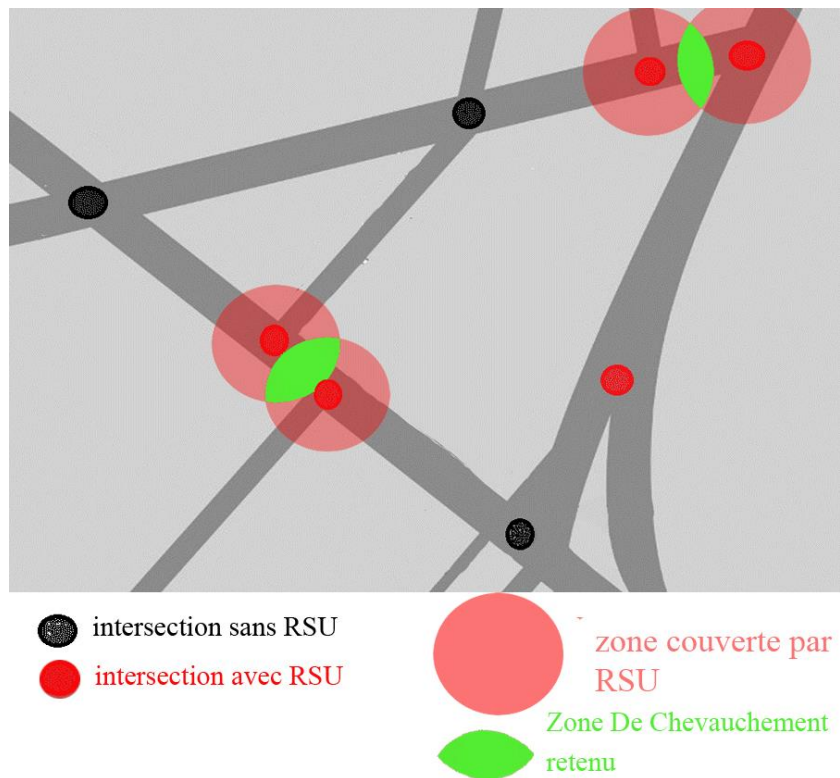 intersection sans RSU
intersection avec RSU
zone couverte par
RSU
Zone De Chevauchement
retenu